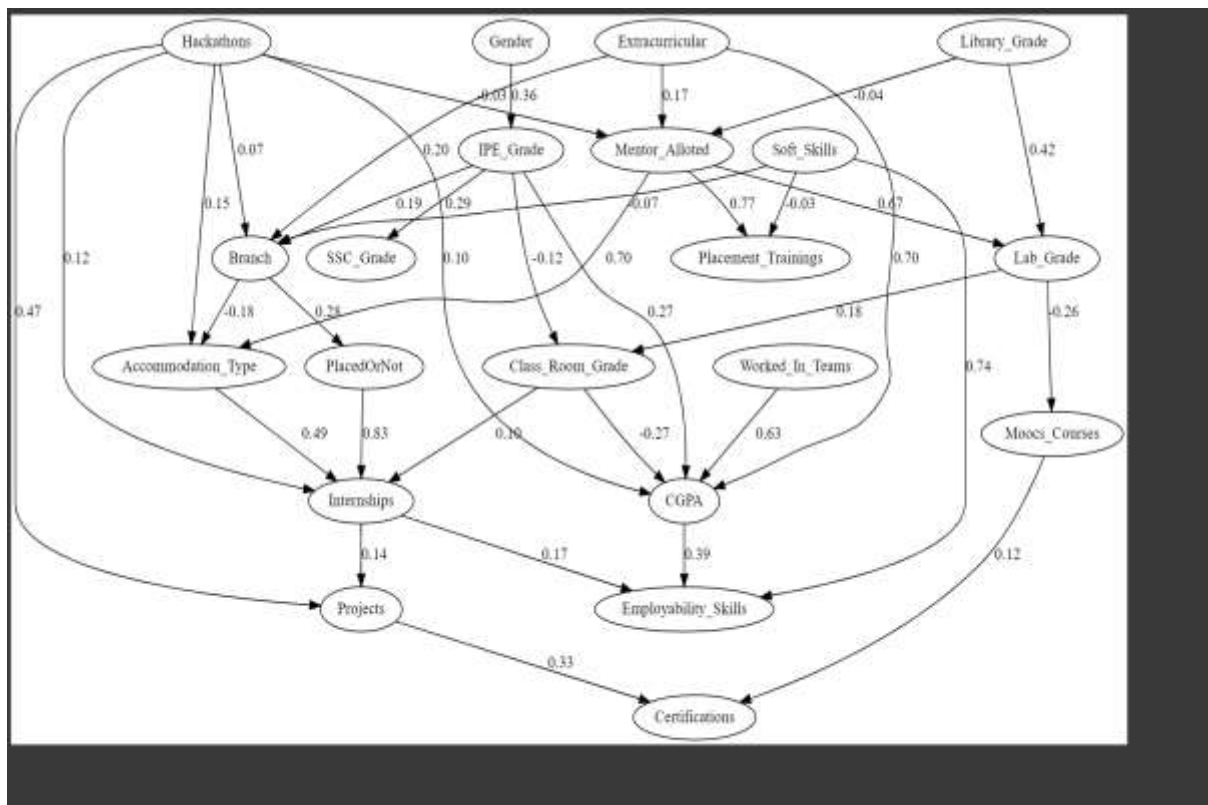 Hackathons
Gender
Extracurricular
Library_Grade
-0.03
0.36
0.17
-0.04
0.07
0.20
IPE_Grade
Mentor_Alloted
Soft_Skills
0.42
0.15
0.19
0.29
-0.07
0.77
-0.03
0.67
0.12
Branch
SSC_Grade
0.10
-0.12
0.70
Placement_Trainings
0.70
Lab_Grade
0.47
-0.18
0.28
0.27
0.18
-0.26
Accommodation_Type
PlacedOrNot
Class_Room_Grade
Worked_In_Teams
0.74
0.49
0.83
0.10
-0.27
0.63
Moocs_Courses
Internships
CGPA
0.14
0.17
0.39
0.12
Projects
Employability_Skills
0.33
Certifications